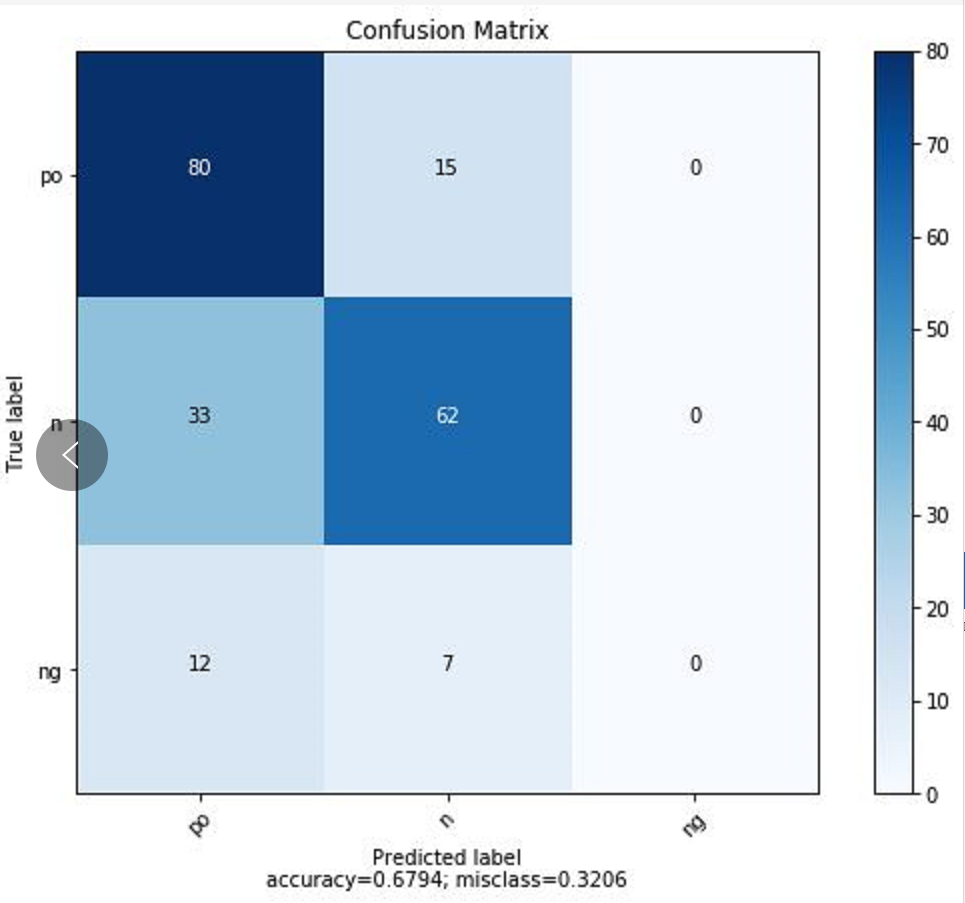 Confusion Matrix
80
po
80
15
0
70
60
50
True label
n
33
62
0
40
30
20
ng
12
7
0
10
0
po
n
ng
Predicted label
accuracy=0.6794; misclass=0.3206